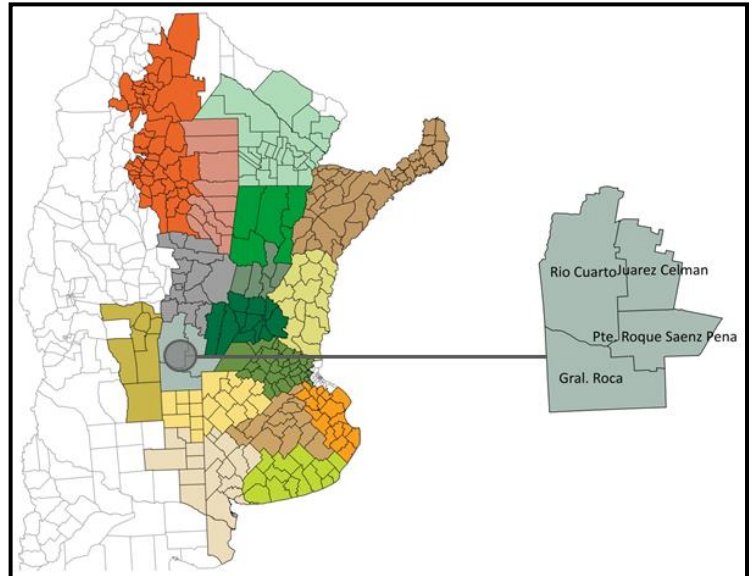 Rio Cuarto
Juarez Celman
Pte. Roque Saenz Pena
Gral. Roca